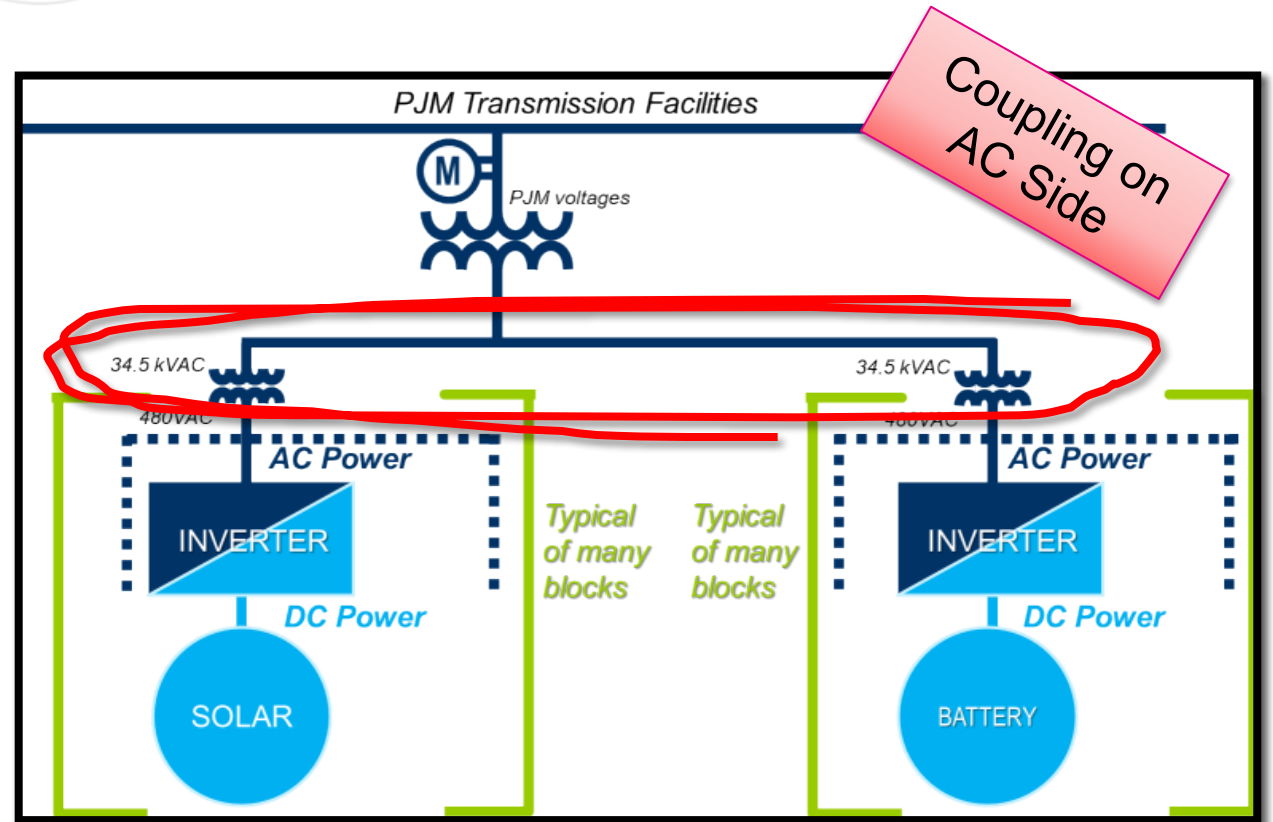 Coupling on
AC Side
PJM Transmission Facilities
M
PJM voltages
34.5 kVAC
34.5 kVAC
480VAC
480VAC
AC Power
AC Power
INVERTER
Typical
of many
blocks
Typical
of many
blocks
INVERTER
DC Power
DC Power
SOLAR
BATTERY